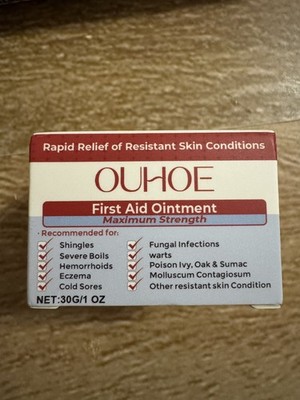 Rapid Relief of Resistant Skin Conditions
OUHOE
First Aid Ointment
Maximum Strength
· Recommended for:
Shingles
Severe Boils
Hemorrhoids
Eczema
Cold Sores
Fungal Infections
warts
Poison Ivy, Oak & Sumac
Molluscum Contagiosum
Other resistant skin Condition
NET:30G/1 OZ